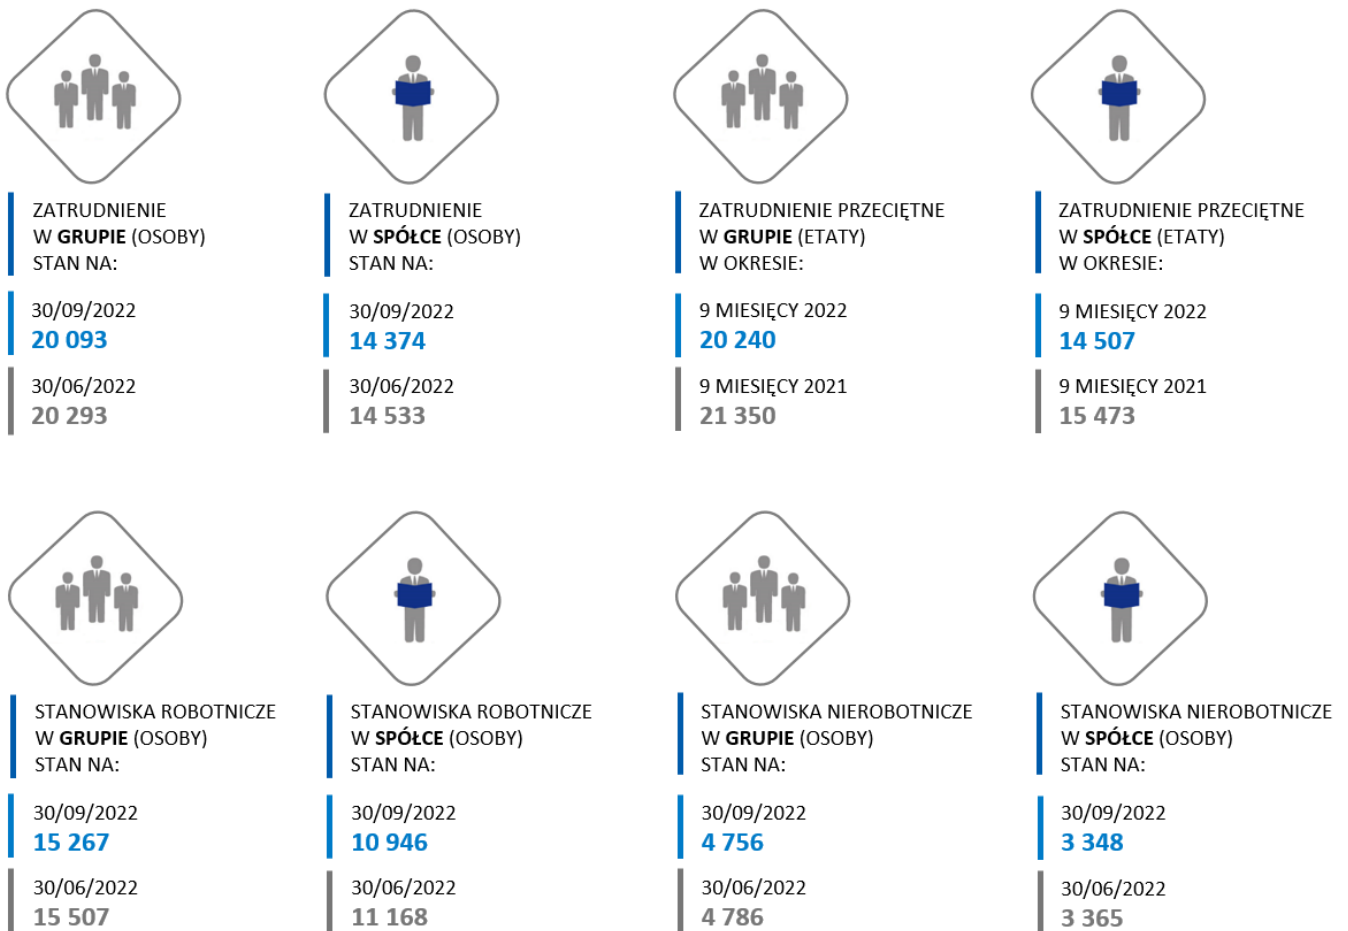 ZATRUDNIENIE
W GRUPIE (OSOBY)
STAN NA:
30/09/2022
20 093
30/06/2022
20 293
ZATRUDNIENIE
W SPÓŁCE (OSOBY)
STAN NA:
30/09/2022
14 374
30/06/2022
14 533
ZATRUDNIENIE PRZECIĘTNE
W GRUPIE (ETATY)
W OKRESIE:
9 MIESIĘCY 2022
20 240
9 MIESIĘCY 2021
21 350
ZATRUDNIENIE PRZECIĘTNE
W SPÓŁCE (ETATY)
W OKRESIE:
9 MIESIĘCY 2022
14 507
9 MIESIĘCY 2021
15 473
STANOWISKA ROBOTNICZE
W GRUPIE (OSOBY)
STAN NA:
30/09/2022
15 267
30/06/2022
15 507
STANOWISKA ROBOTNICZE
W SPÓŁCE (OSOBY)
STAN NA:
30/09/2022
10 946
30/06/2022
11 168
STANOWISKA NIEROBOTNICZE
W GRUPIE (OSOBY)
STAN NA:
30/09/2022
4 756
30/06/2022
4 786
STANOWISKA NIEROBOTNICZE
W SPÓŁCE (OSOBY)
STAN NA:
30/09/2022
3 348
30/06/2022
3 365